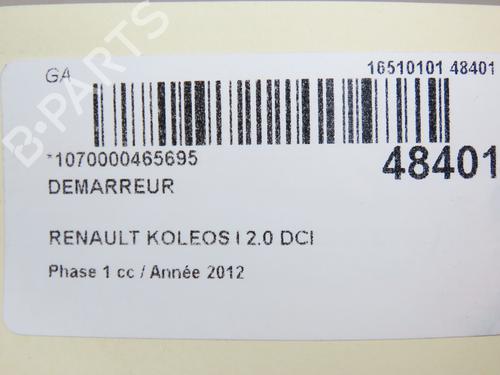 GA
16510101 48401
*1070000465695
48401
DEMARREUR
RENAULT KOLEOS I 2.0 DCI
Phase 1 cc / Année 2012
B-PARTS